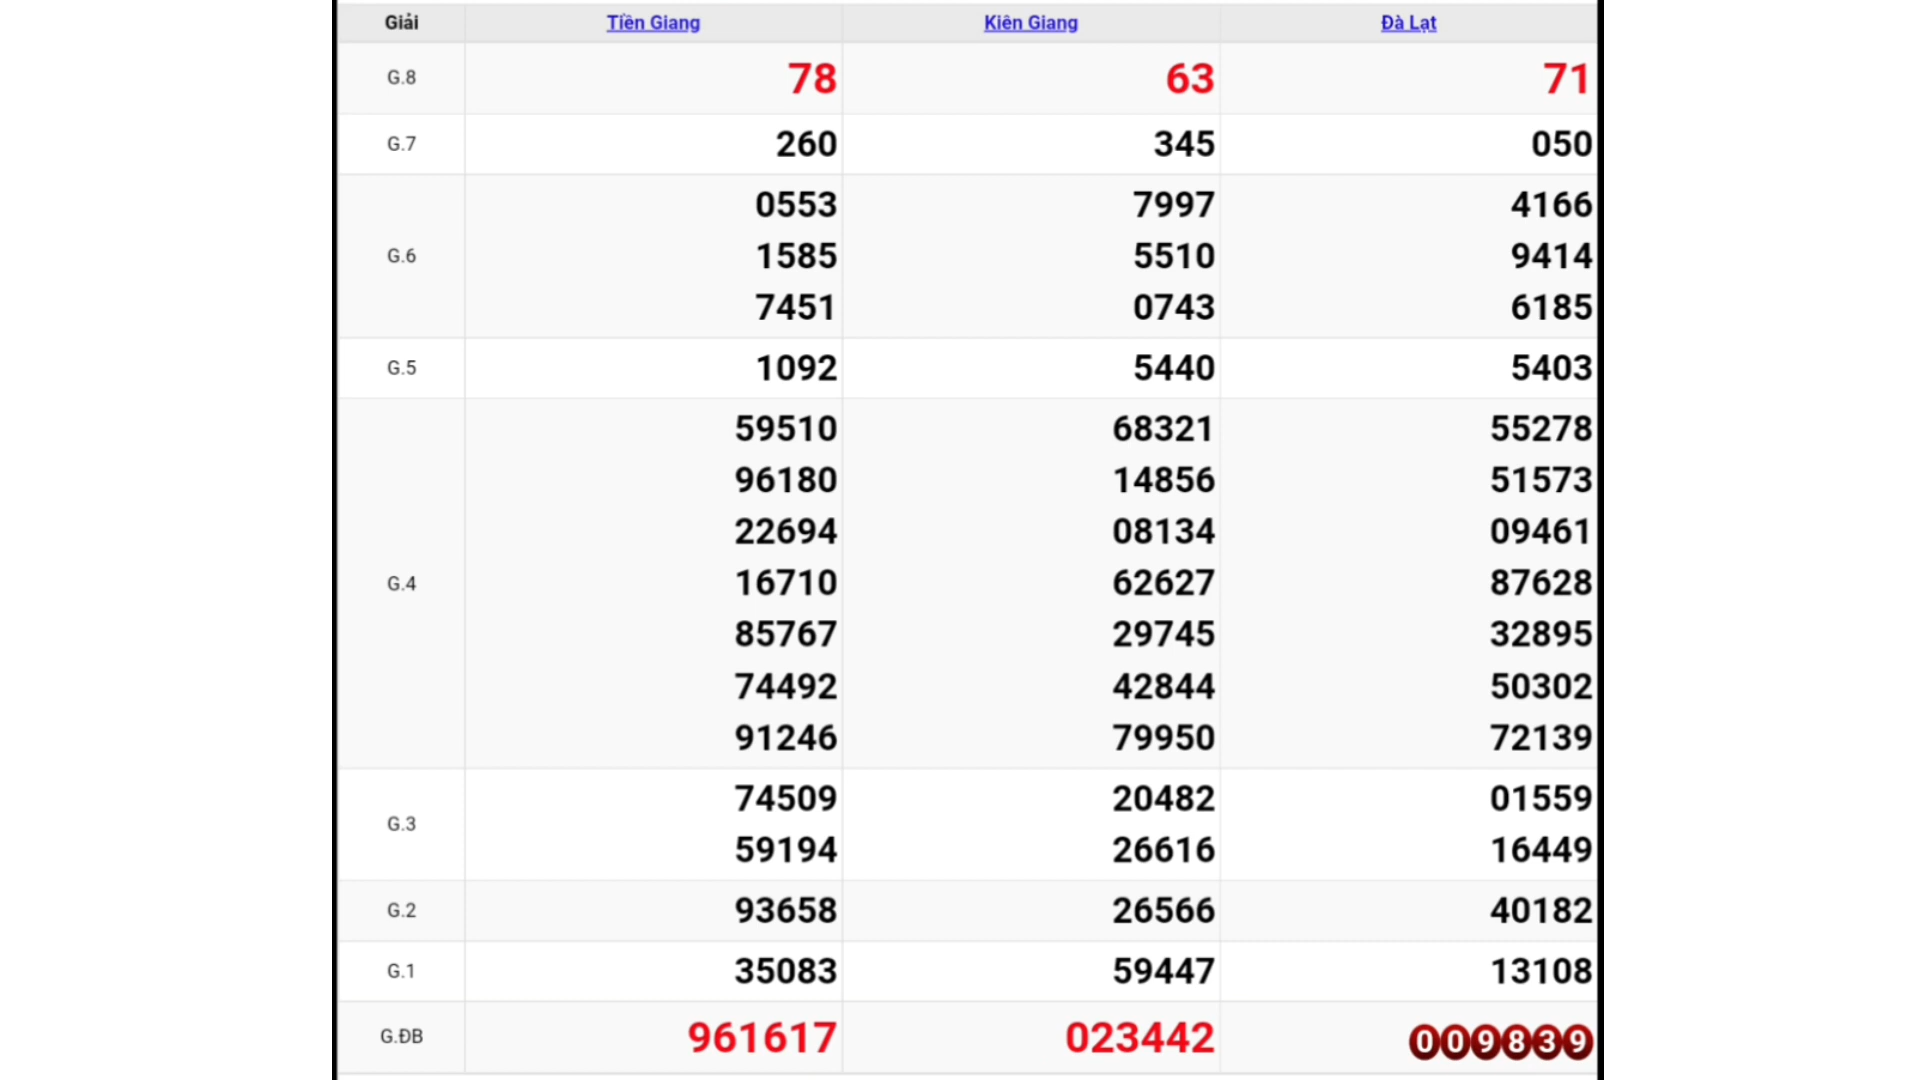 Giải Tiền Giang Kiên Giang Đà Lạt
G.8 78 63 71
G.7 260 345 050
0553 7997 4166
G.6 1585 5510 9414
7451 0743 6185
G.5 1092 5440 5403
59510 68321 55278
96180 14856 51573
22694 08134 09461
G.4 16710 62627 87628
85767 29745 32895
74492 42844 50302
91246 79950 72139
74509 20482 01559
G.3
59194 26616 16449
G.2 93658 26566 40182
G.1 35083 59447 13108
G.ĐB 961617 023442 009839